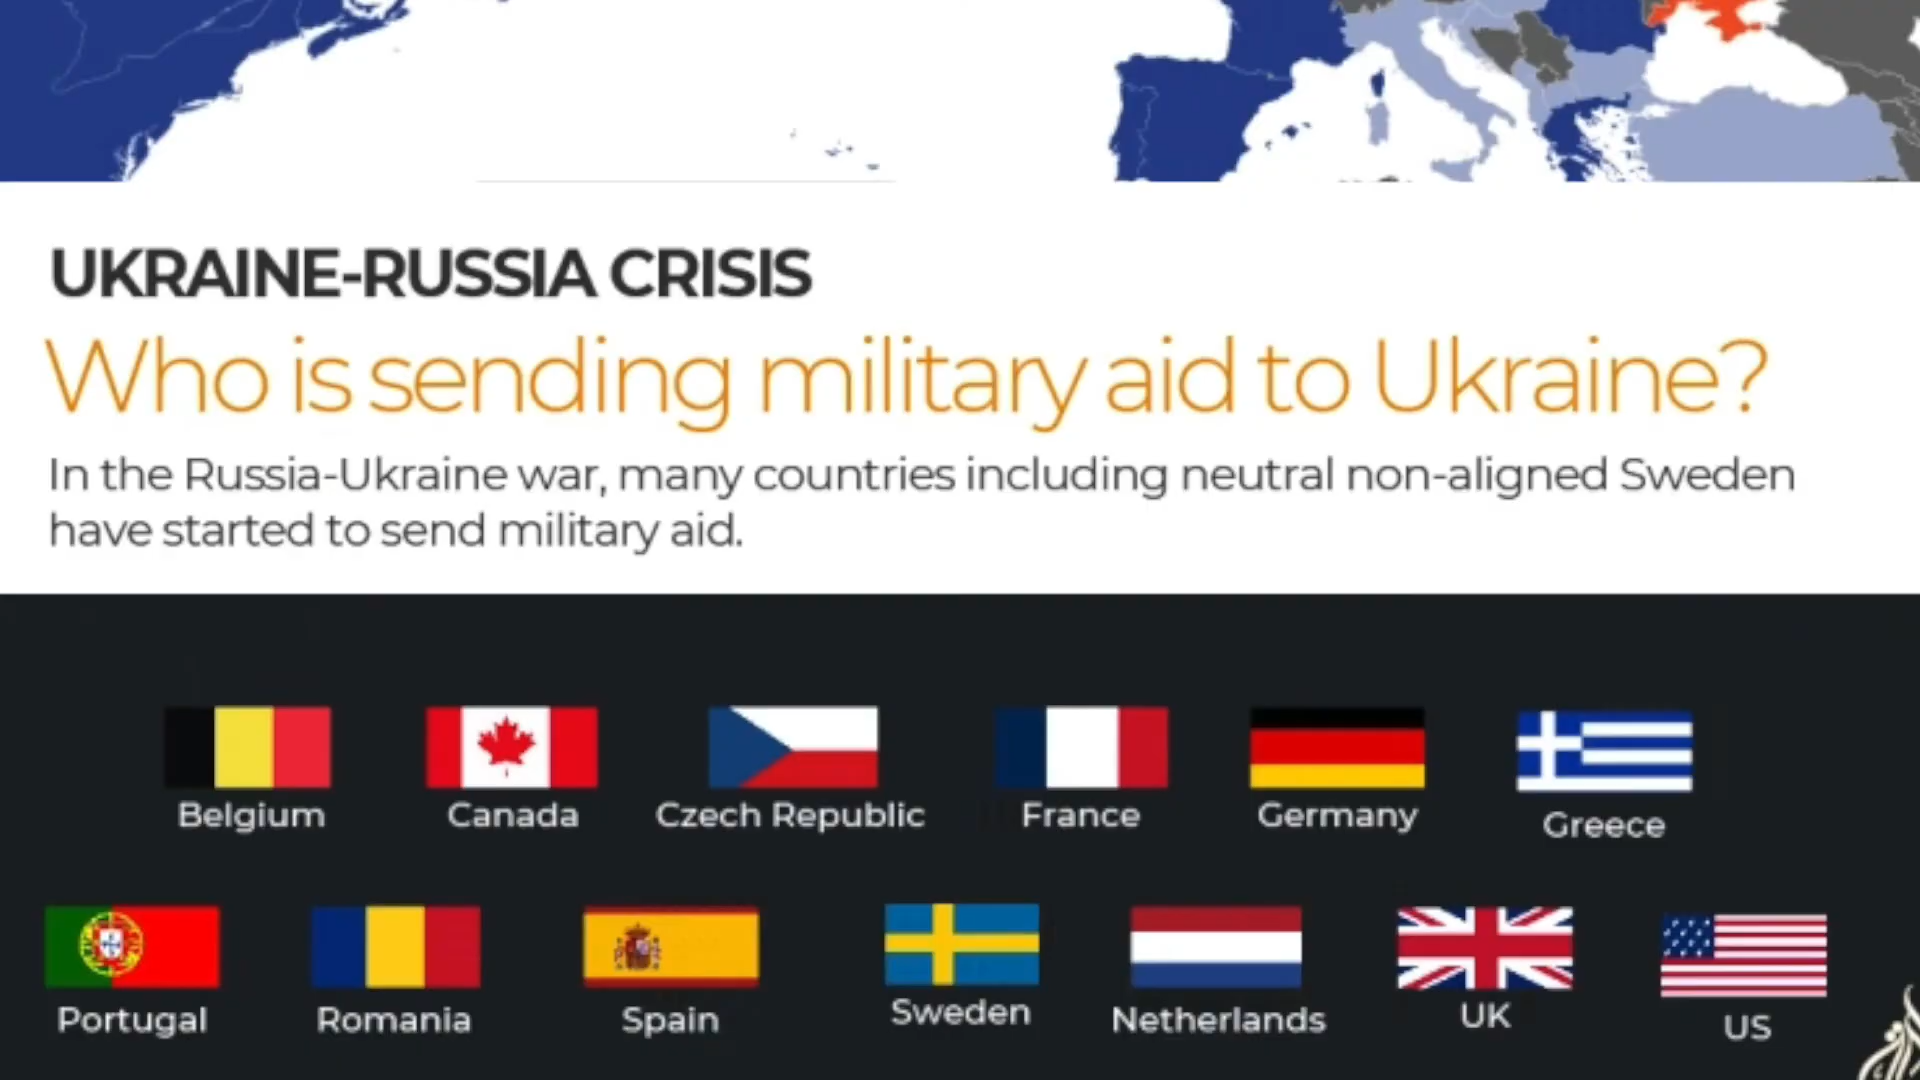 UKRAINE-RUSSIA CRISIS
Who is sending military aid to Ukraine?
In the Russia-Ukraine war, many countries including neutral non-aligned Sweden
have started to send military aid.
Belgium Canada Czech Republic France Germany Greece
Portugal Romania Spain Sweden Netherlands UK US